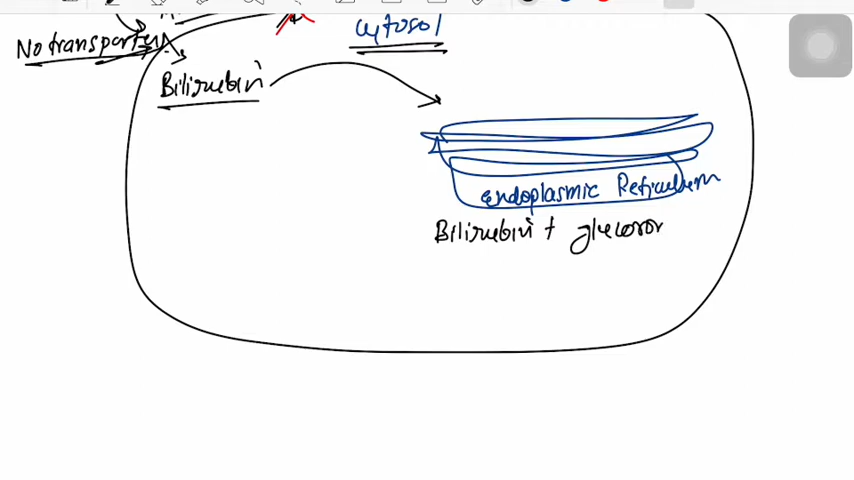 cytosol
No transporter
Bilirubin
endoplasmic Reticulum
Bilirubin + glucoror